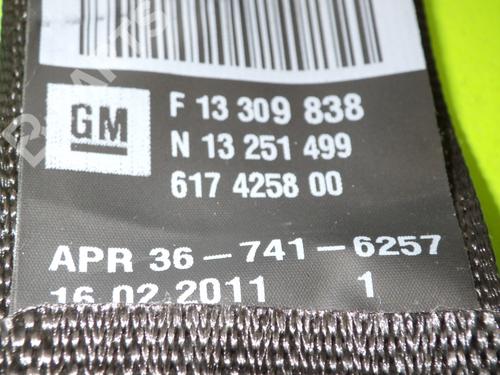 GM
F 13 309 838
N 13 251 499
617 4258 00
APR 36-741-6257
16.02.2011 1